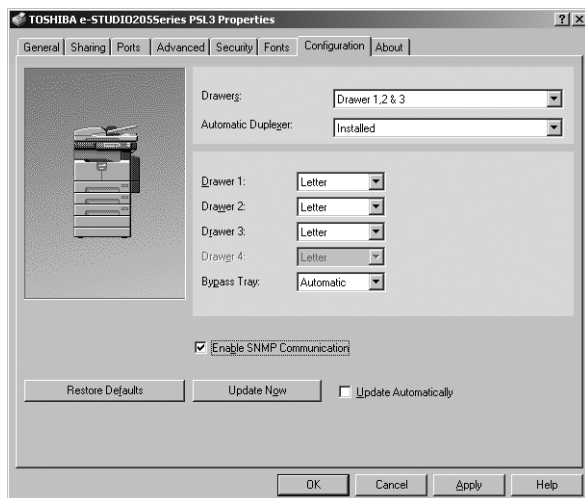 TOSHIBA e-STUDIO205Series PSL3 Properties
General Sharing Ports Advanced Security Fonts Configuration About
Drawers: Drawer 1,2 & 3
Automatic Duplexer: Installed
Drawer 1: Letter
Drawer 2: Letter
Drawer 3: Letter
Drawer 4: Letter
Bypass Tray: Automatic
Enable SNMP Communication
Restore Defaults Update Now Update Automatically
OK Cancel Apply Help